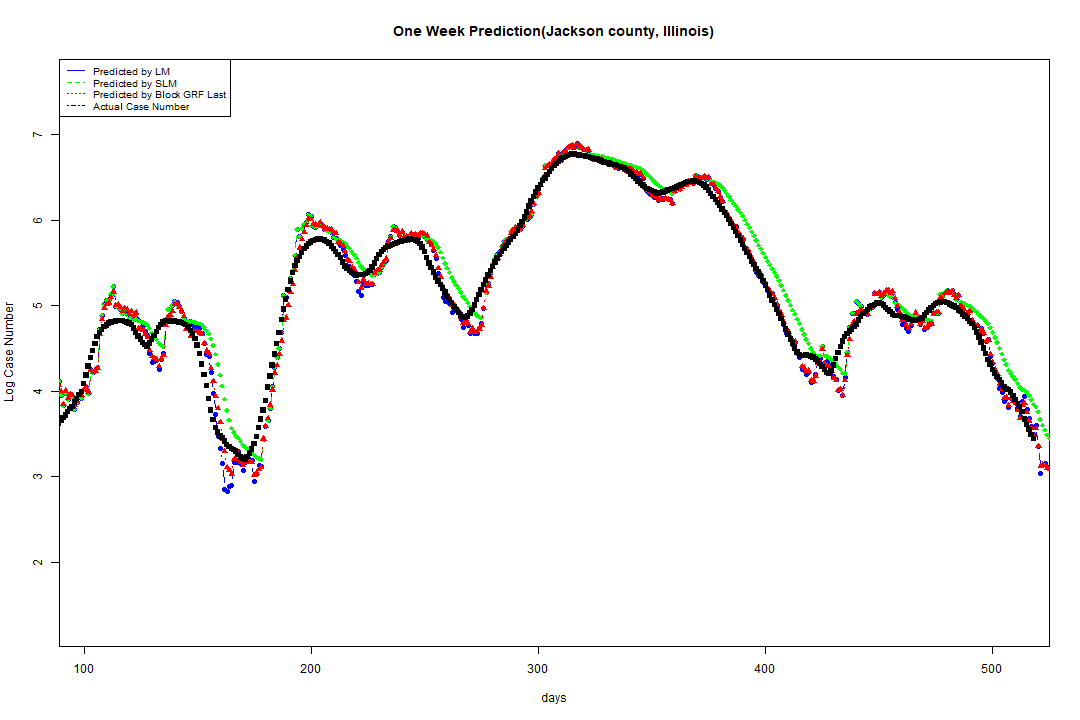 One Week Prediction(Jackson county, Illinois)
Predicted by LM
Predicted by SLM
Predicted by Block GRF Last
Actual Case Number
7
6
5
4
3
2
Log Case Number
100 200 300 400 500
days